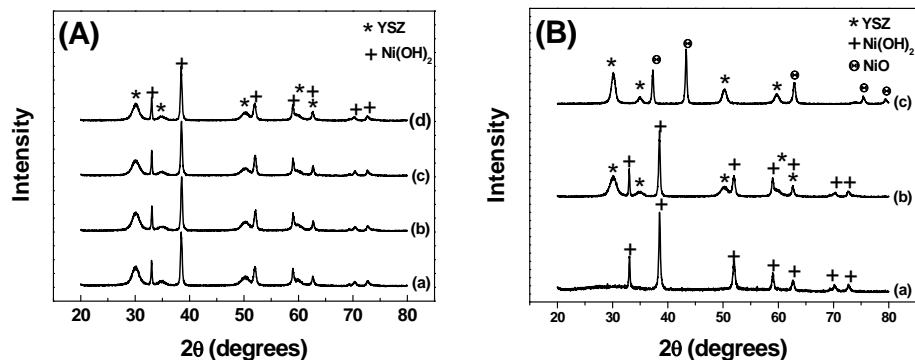 (A)
* YSZ
+ Ni(OH)2
(d)
(c)
(b)
(a)
Intensity
20 30 40 50 60 70 80
2θ (degrees)
(B)
* YSZ
+ Ni(OH)2
Θ NiO
(c)
(b)
(a)
Intensity
20 30 40 50 60 70 80
2θ (degrees)